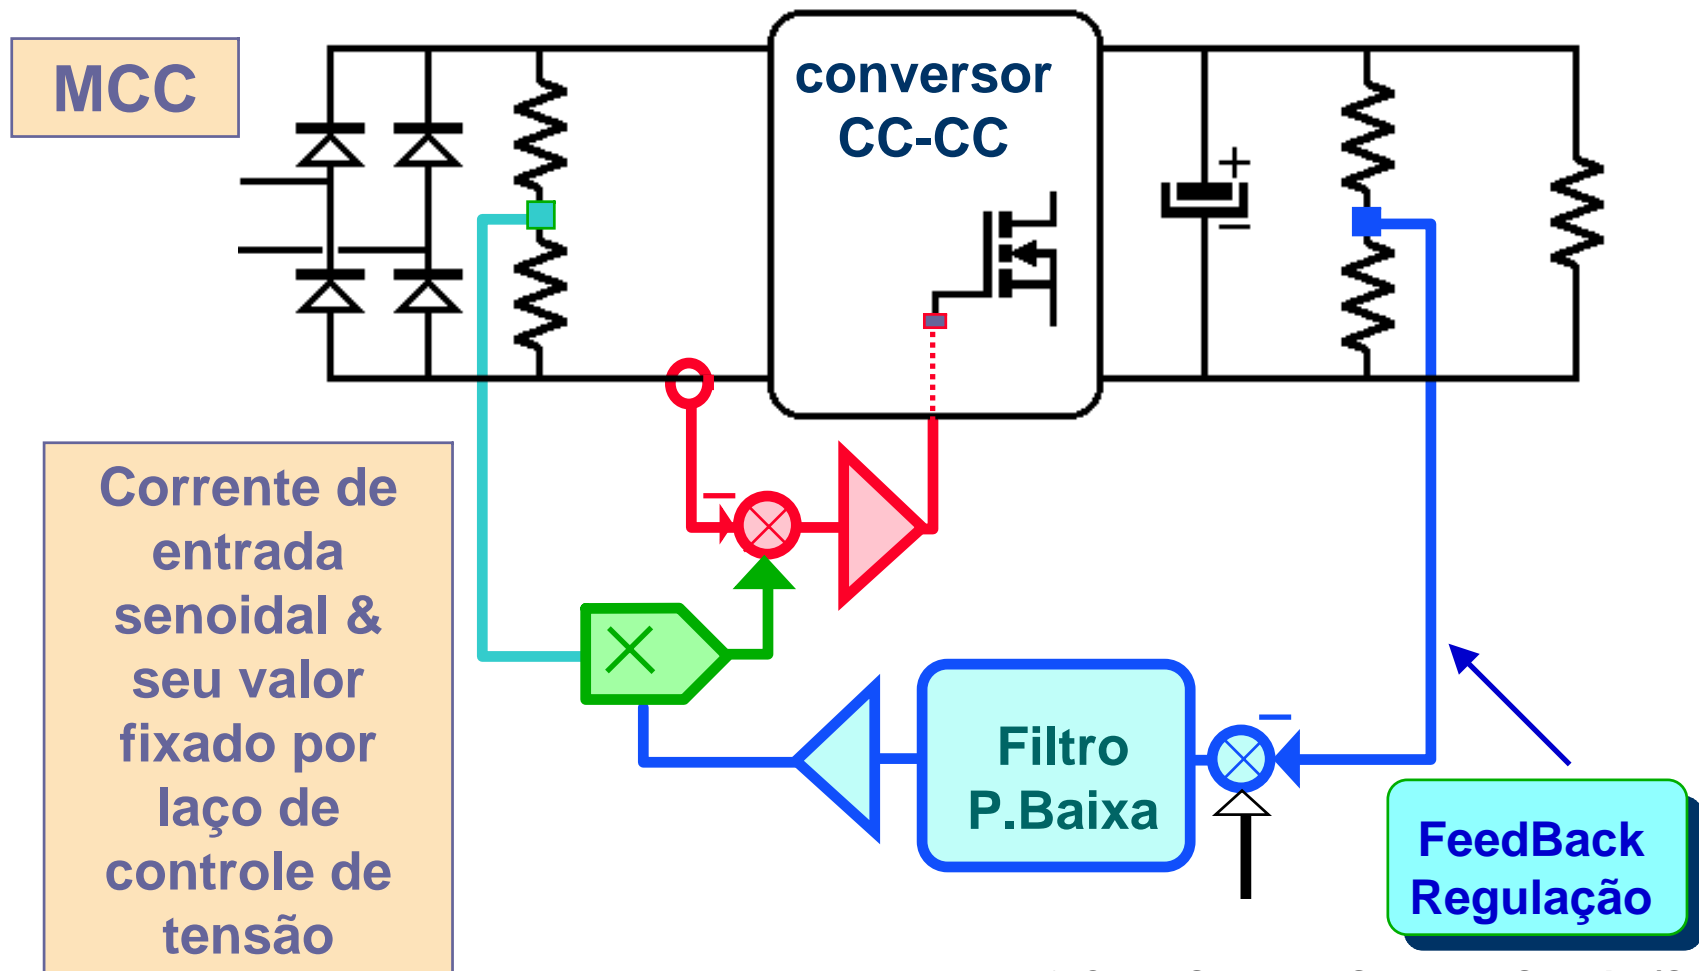 MCC
conversor
CC-CC
Corrente de
entrada
senoidal &
seu valor
fixado por
laço de
controle de
tensão
Filtro
P.Baixa
FeedBack
Regulação